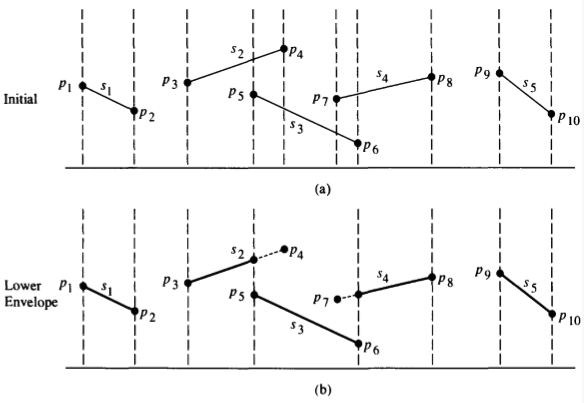 Initial
p1 s1 p2 p3 s2 p4 p5 s3 p6 p7 s4 p8 p9 s5 p10
(a)
Lower
Envelope
p1 s1 p2 p3 s2 p4 p5 s3 p6 p7 s4 p8 p9 s5 p10
(b)